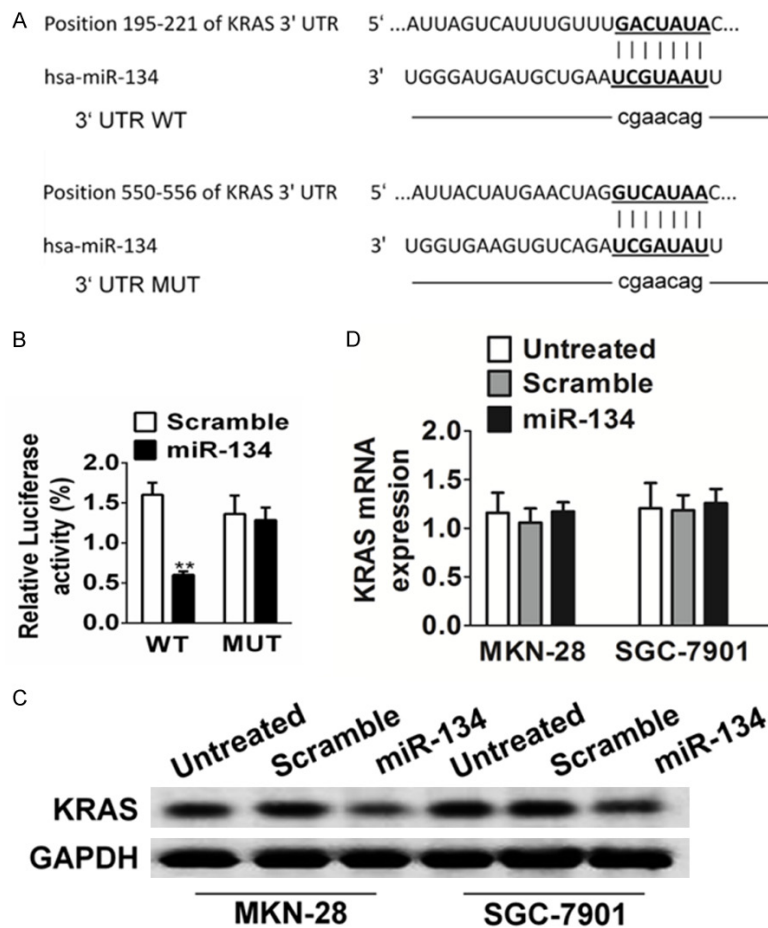 A
Position 195-221 of KRAS 3' UTR 5' ...AUUAGUCAUUUGUUUGACUAUAC...
hsa-miR-134 3' UGGGAUGAUGCUGAAUCGUAAUU
3' UTR WT cgaacag
Position 550-556 of KRAS 3' UTR 5' ...AUUACUAUGAACUAGGUCAUAAC...
hsa-miR-134 3' UGGUGAAGUGUCAGAUCGAUAUU
3' UTR MUT cgaacag
B
Scramble
miR-134
Relative Luciferase
activity (%)
2.0
1.5
1.0
0.5
0.0
**
WT MUT
D
Untreated
Scramble
miR-134
KRAS mRNA
expression
2.0
1.5
1.0
0.5
0.0
MKN-28 SGC-7901
C
Untreated Scramble miR-134 Untreated Scramble miR-134
KRAS
GAPDH
MKN-28 SGC-7901